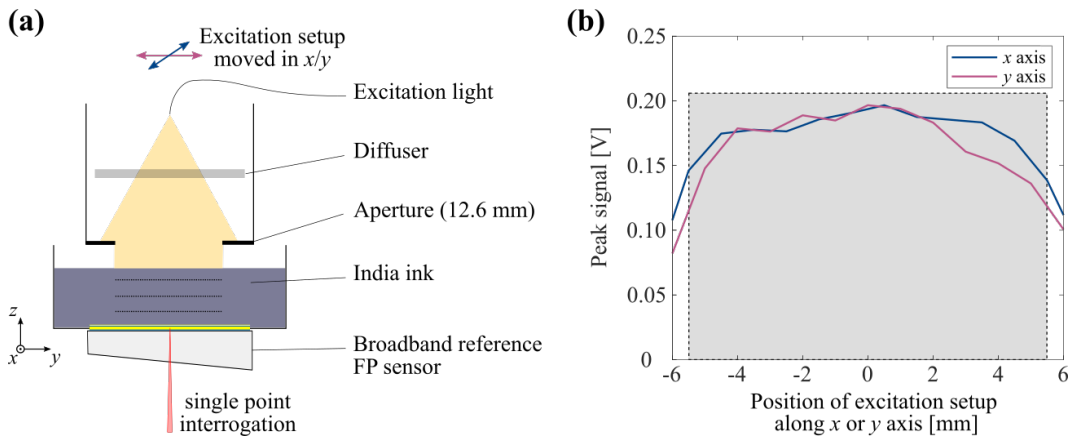 (a)
Excitation setup
moved in x/y
Excitation light
Diffuser
Aperture (12.6 mm)
India ink
Broadband reference
FP sensor
single point
interrogation
z
x
y
(b)
0.25
0.20
0.15
0.10
0.05
0
Peak signal [V]
x axis
y axis
-6
-4
-2
0
2
4
6
Position of excitation setup
along x or y axis [mm]